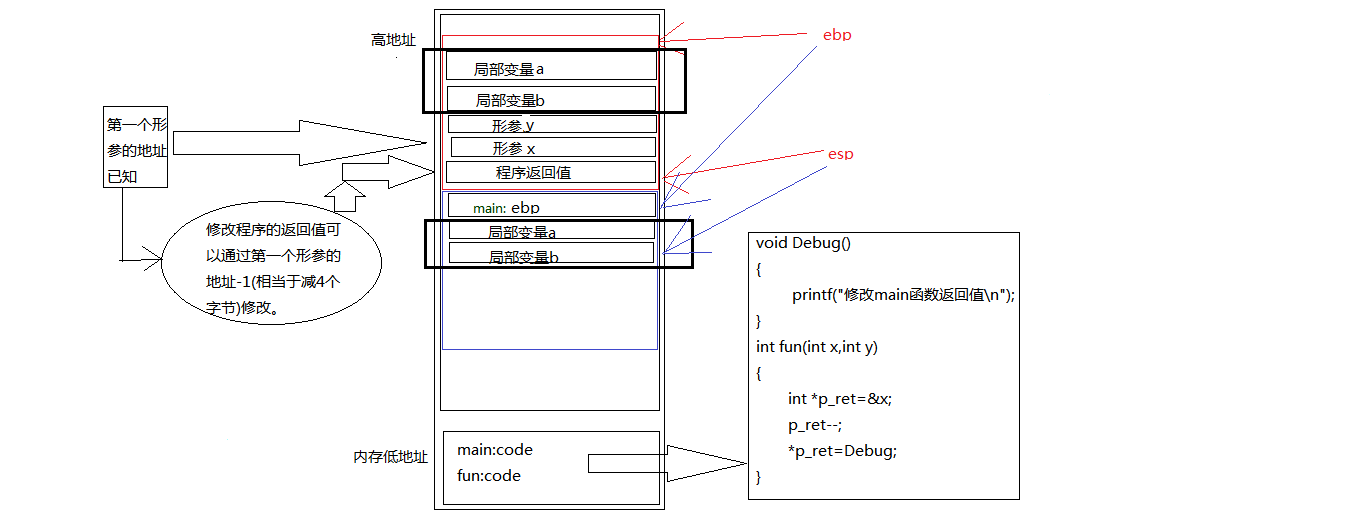 高地址
局部变量a
局部变量b
形参 y
形参 x
程序返回值
main: ebp
局部变量a
局部变量b
ebp
esp
第一个形
参的地址
已知
修改程序的返回值可
以通过第一个形参的
地址-1(相当于减4个
字节)修改。
内存低地址
main:code
fun:code
void Debug()
{
printf("修改main函数返回值\n");
}
int fun(int x,int y)
{
int *p_ret=&x;
p_ret--;
*p_ret=Debug;
}